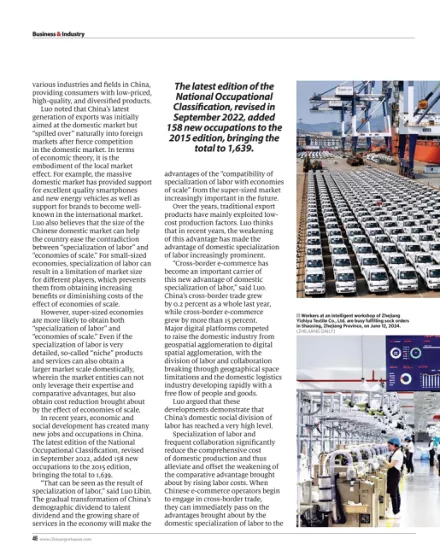 Business & Industry
various industries and fields in China,
providing consumers with low-priced,
high-quality, and diversified products.
Luo noted that China's latest
generation of exports was initially
aimed at the domestic market but
"spilled over" naturally into foreign
markets after fierce competition
in the domestic market. In terms
of economic theory, it is the
embodiment of the local market
effect. For example, the massive
domestic market has provided support
for excellent quality smartphones
and new energy vehicles as well as
support for brands to become well-
known in the international market.
Luo also believes that the size of the
Chinese domestic market can help
the country ease the contradiction
between "specialization of labor" and
"economies of scale." For small-sized
economies, specialization of labor can
result in a limitation of market size
for different players, which prevents
them from obtaining increasing
benefits or diminishing costs of the
effect of economies of scale.
However, super-sized economies
are more likely to obtain both
"specialization of labor" and
"economies of scale." Even if the
specialization of labor is very
detailed, so-called "niche" products
and services can also obtain a
larger market scale domestically,
wherein the market entities can not
only leverage their expertise and
comparative advantages, but also
obtain cost reduction brought about
by the effect of economies of scale.
In recent years, economic and
social development has created many
new jobs and occupations in China.
The latest edition of the National
Occupational Classification, revised
in September 2022, added 158 new
occupations to the 2015 edition,
bringing the total to 1,639.
"That can be seen as the result of
specialization of labor," said Luo Libin.
The gradual transformation of China's
demographic dividend to talent
dividend and the growing share of
services in the economy will make the
The latest edition of the
National Occupational
Classification, revised in
September 2022, added
158 new occupations to the
2015 edition, bringing the
total to 1,639.
advantages of the "compatibility of
specialization of labor with economies
of scale" from the super-sized market
increasingly important in the future.
Over the years, traditional export
products have mainly exploited low-
cost production factors. Luo thinks
that in recent years, the weakening
of this advantage has made the
advantage of domestic specialization
of labor increasingly prominent.
"Cross-border e-commerce has
become an important carrier of
this new advantage of domestic
specialization of labor," said Luo.
China's cross-border trade grew
by 0.2 percent as a whole last year,
while cross-border e-commerce
grew by more than 15 percent.
Major digital platforms competed
to raise the domestic industry from
geospatial agglomeration to digital
spatial agglomeration, with the
division of labor and collaboration
breaking through geographical space
limitations and the domestic logistics
industry developing rapidly with a
free flow of people and goods.
Luo argued that these
developments demonstrate that
China's domestic social division of
labor has reached a very high level.
Specialization of labor and
frequent collaboration significantly
reduce the comprehensive cost
of domestic production and thus
alleviate and offset the weakening of
the comparative advantage brought
about by rising labor costs. When
Chinese e-commerce operators begin
to engage in cross-border trade,
they can immediately pass on the
advantages brought about by the
domestic specialization of labor to the
Workers at an intelligent workshop of Zhejiang
Textile Co., Ltd. are busy fulfilling sock orders
in Shaoxing, Zhejiang Province, on June 12, 2024.